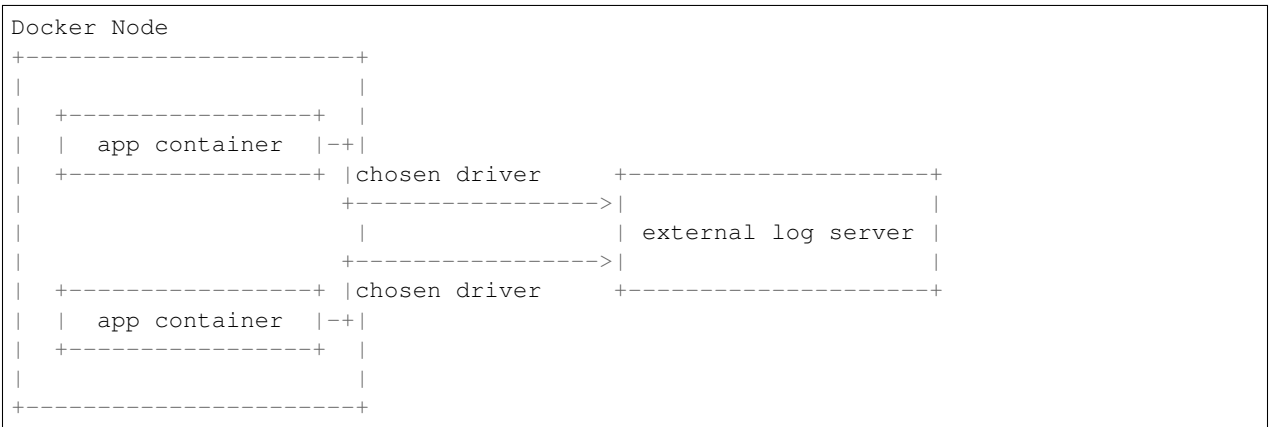 Docker Node
+-----------------------+
|                       |
|  +-----------------+  |
|  |  app container  |-+|
|  +-----------------+ |chosen driver     +---------------------+
|                      +----------------->|                     |
|                       |                 | external log server |
|                      +----------------->|                     |
|  +-----------------+ |chosen driver     +---------------------+
|  |  app container  |-+|
|  +-----------------+  |
|                       |
+-----------------------+